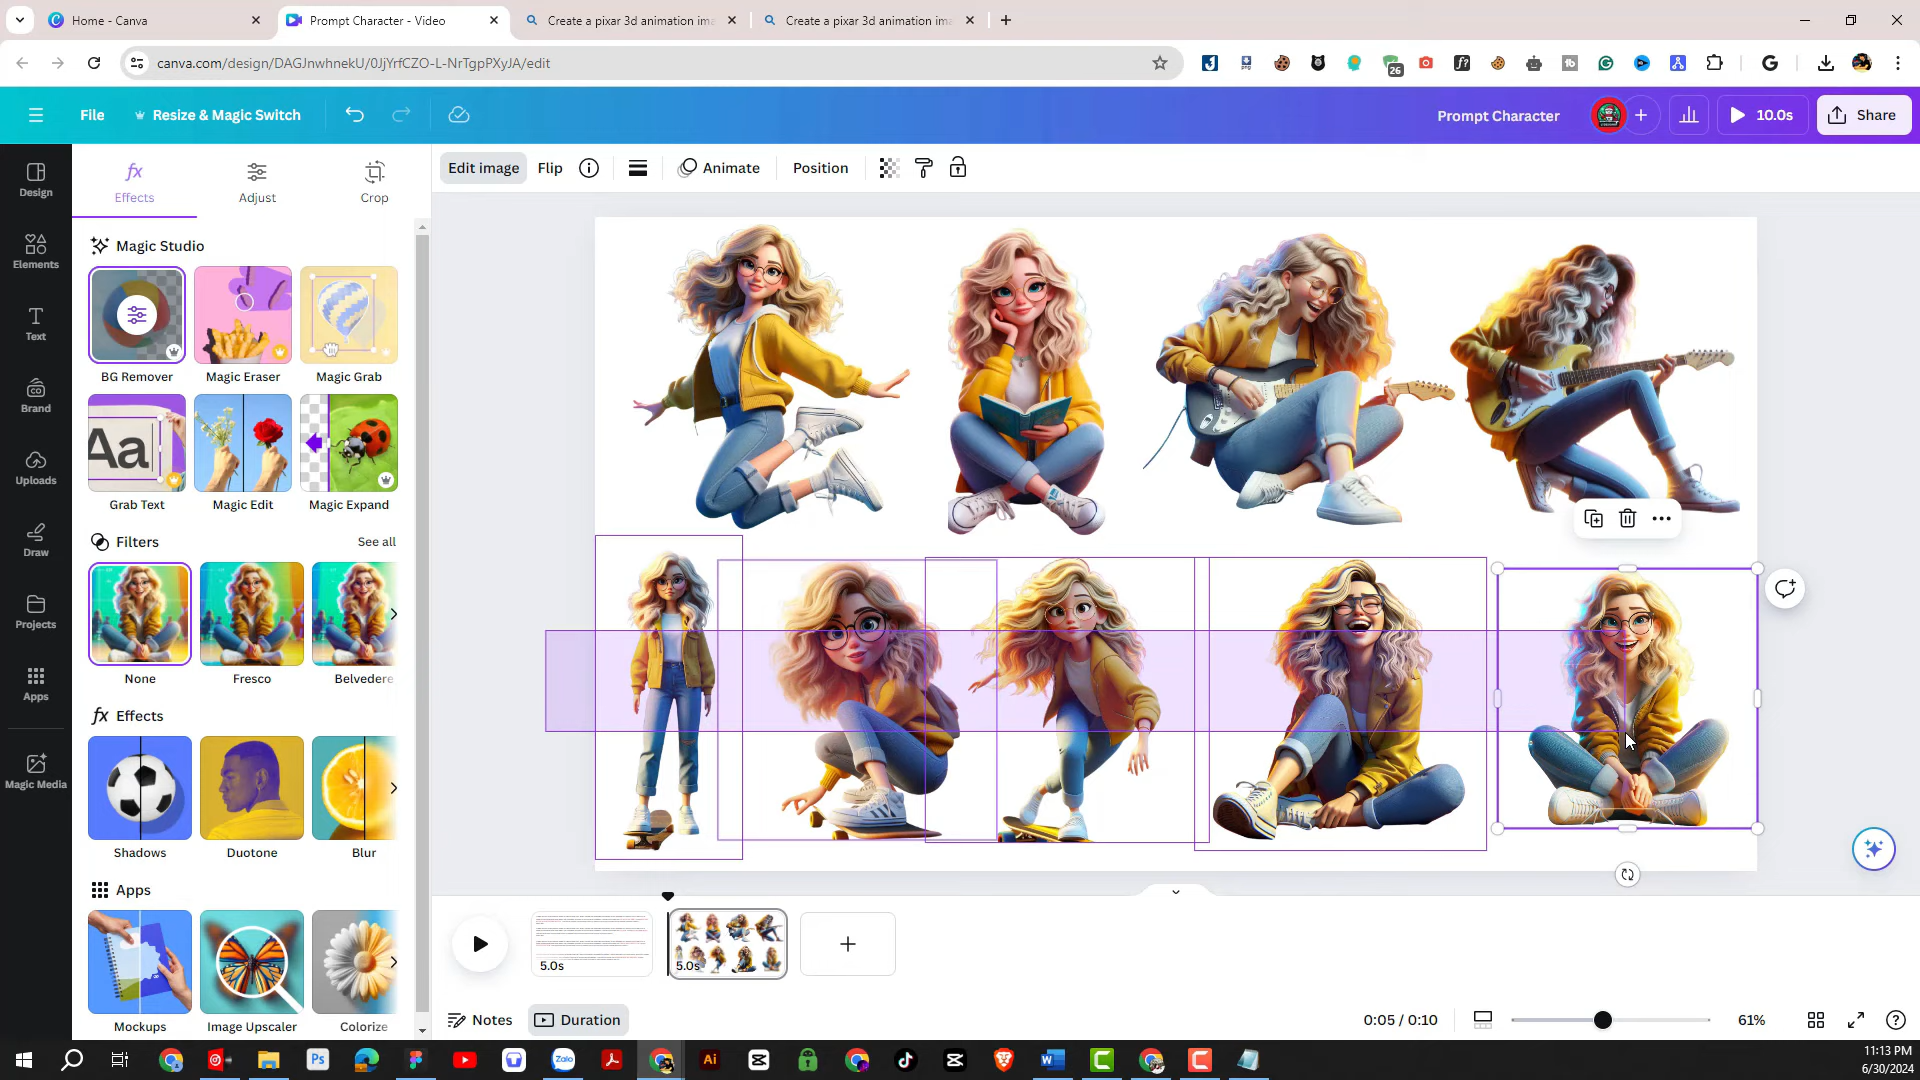 Home - Canva
Prompt Character - Video
Create a pixar 3d animation ima
Create a pixar 3d animation ima
canva.com/design/DAGJnwhnekU/0JjYrfCZO-L-NrTgpPXyJA/edit
26
File
Resize & Magic Switch
Prompt Character
10.0s
Share
Design
Elements
Text
Brand
Uploads
Draw
Projects
Apps
Magic Media
Effects
Adjust
Crop
Edit image
Flip
Animate
Position
Magic Studio
BG Remover
Magic Eraser
Magic Grab
Grab Text
Magic Edit
Magic Expand
Filters
See all
None
Fresco
Belvedere
fx Effects
Shadows
Duotone
Blur
Apps
Mockups
Image Upscaler
Colorize
5.0s
5.0s
Notes
Duration
0:05 / 0:10
61%
11:13 PM
6/30/2024